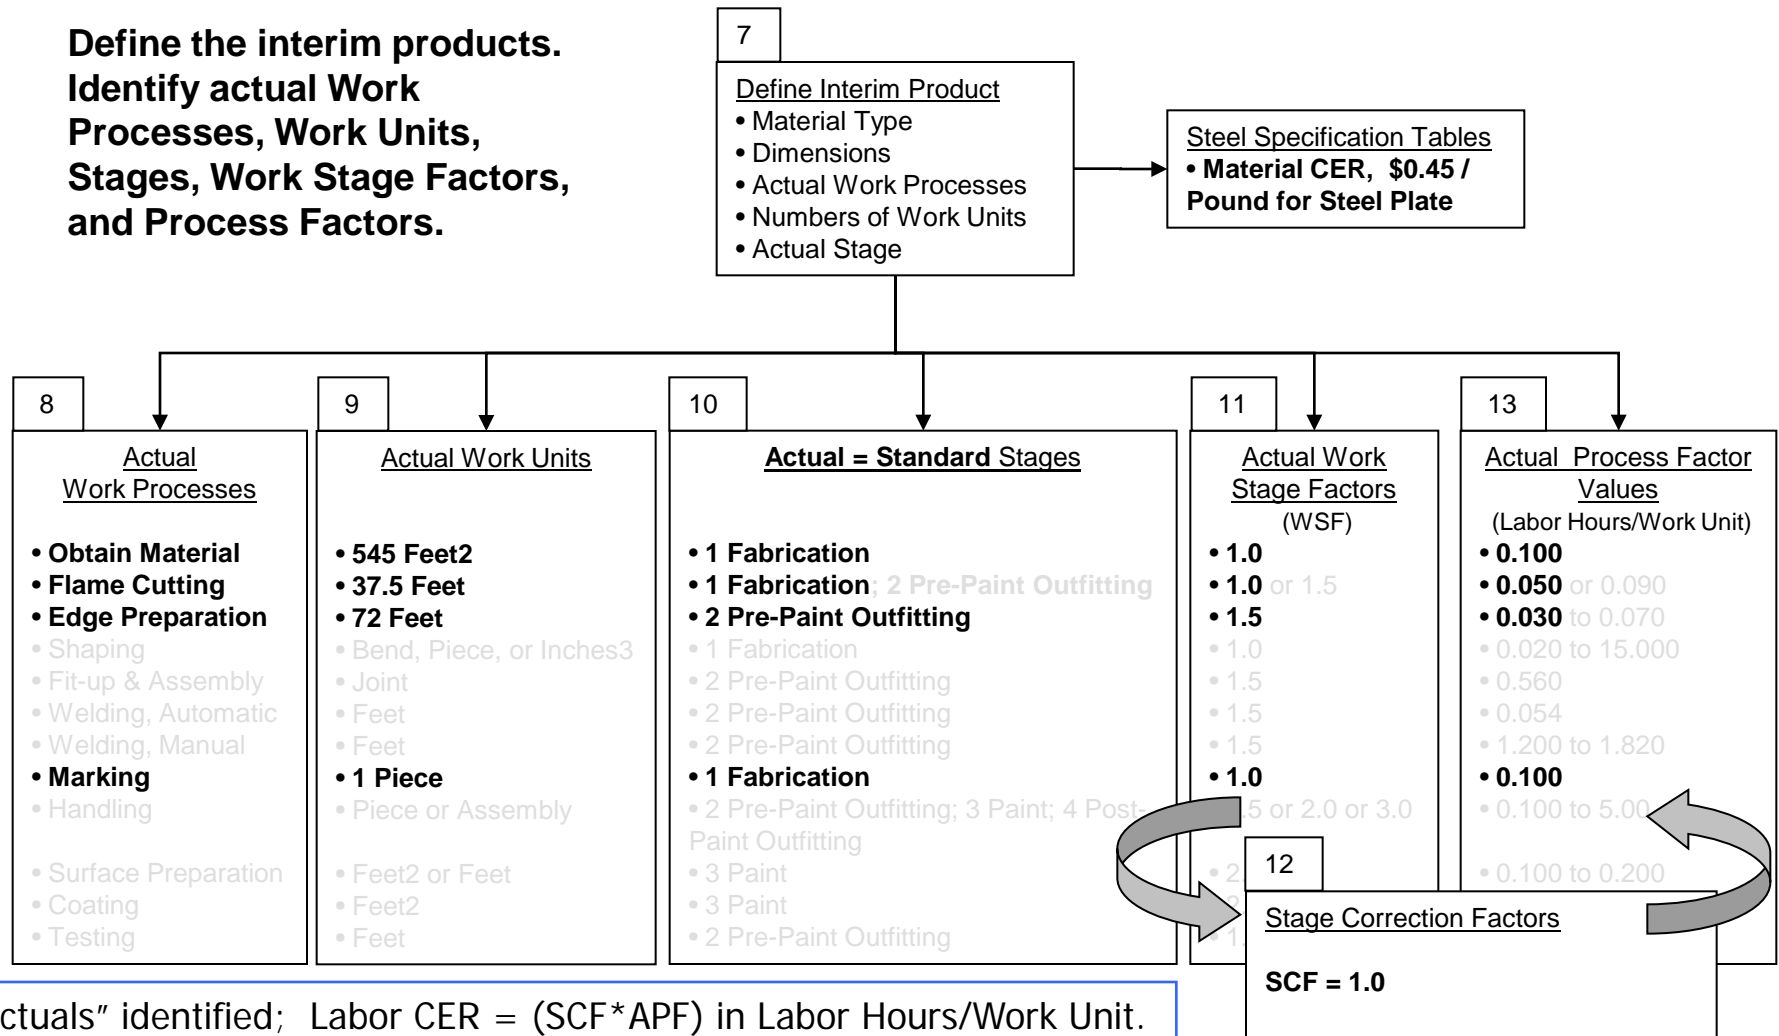 Define the interim products.
Identify actual Work
Processes, Work Units,
Stages, Work Stage Factors,
and Process Factors.
7
Define Interim Product
• Material Type
• Dimensions
• Actual Work Processes
• Numbers of Work Units
• Actual Stage
Steel Specification Tables
• Material CER, $0.45 /
Pound for Steel Plate
8
Actual
Work Processes
• Obtain Material
• Flame Cutting
• Edge Preparation
• Shaping
• Fit-up & Assembly
• Welding, Automatic
• Welding, Manual
• Marking
• Handling
• Surface Preparation
• Coating
• Testing
9
Actual Work Units
• 545 Feet2
• 37.5 Feet
• 72 Feet
• Bend, Piece, or Inches3
• Joint
• Feet
• Feet
• 1 Piece
• Piece or Assembly
• Feet2 or Feet
• Feet2
• Feet
10
Actual = Standard Stages
• 1 Fabrication
• 1 Fabrication; 2 Pre-Paint Outfitting
• 2 Pre-Paint Outfitting
• 1 Fabrication
• 2 Pre-Paint Outfitting
• 2 Pre-Paint Outfitting
• 2 Pre-Paint Outfitting
• 1 Fabrication
• 2 Pre-Paint Outfitting; 3 Paint; 4 Post-
Paint Outfitting
• 3 Paint
• 3 Paint
• 2 Pre-Paint Outfitting
11
Actual Work
Stage Factors
(WSF)
• 1.0
• 1.0 or 1.5
• 1.5
• 1.0
• 1.5
• 1.5
• 1.5
• 1.0
.5 or 2.0 or 3.0
13
Actual Process Factor
Values
(Labor Hours/Work Unit)
• 0.100
• 0.050 or 0.090
• 0.030 to 0.070
• 0.020 to 15.000
• 0.560
• 0.054
• 1.200 to 1.820
• 0.100
• 0.100 to 5.00
• 0.100 to 0.200
12
Stage Correction Factors
SCF = 1.0
ctuals" identified; Labor CER = (SCF*APF) in Labor Hours/Work Unit.